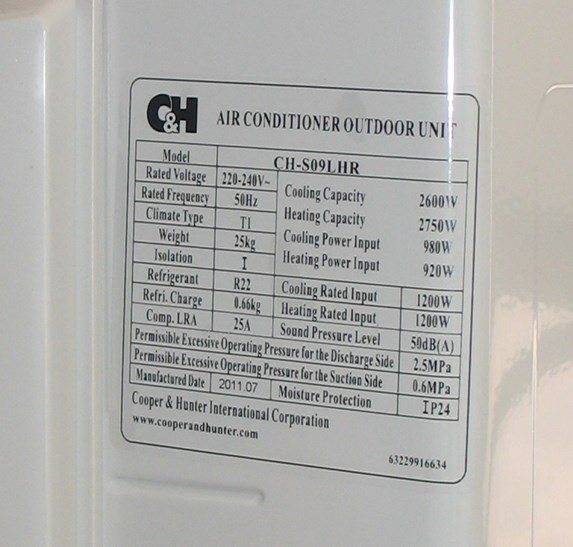 C&H AIR CONDITIONER OUTDOOR UNIT
Model CH-S09LHR
Rated Voltage 220-240V~ Cooling Capacity 2600W
Rated Frequency 50Hz Heating Capacity 2750W
Climate Type T1 Cooling Power Input 980W
Weight 25kg Heating Power Input 920W
Isolation I Cooling Rated Input 1200W
Refrigerant R22 Heating Rated Input 1200W
Refri. Charge 0.66kg Sound Pressure Level 50dB(A)
Comp. LRA 25A
Permissible Excessive Operating Pressure for the Discharge Side 2.5MPa
Permissible Excessive Operating Pressure for the Suction Side 0.6MPa
Manufactured Date 2011.07 Moisture Protection IP24
Cooper & Hunter International Corporation
www.cooperandhunter.com
63229916634